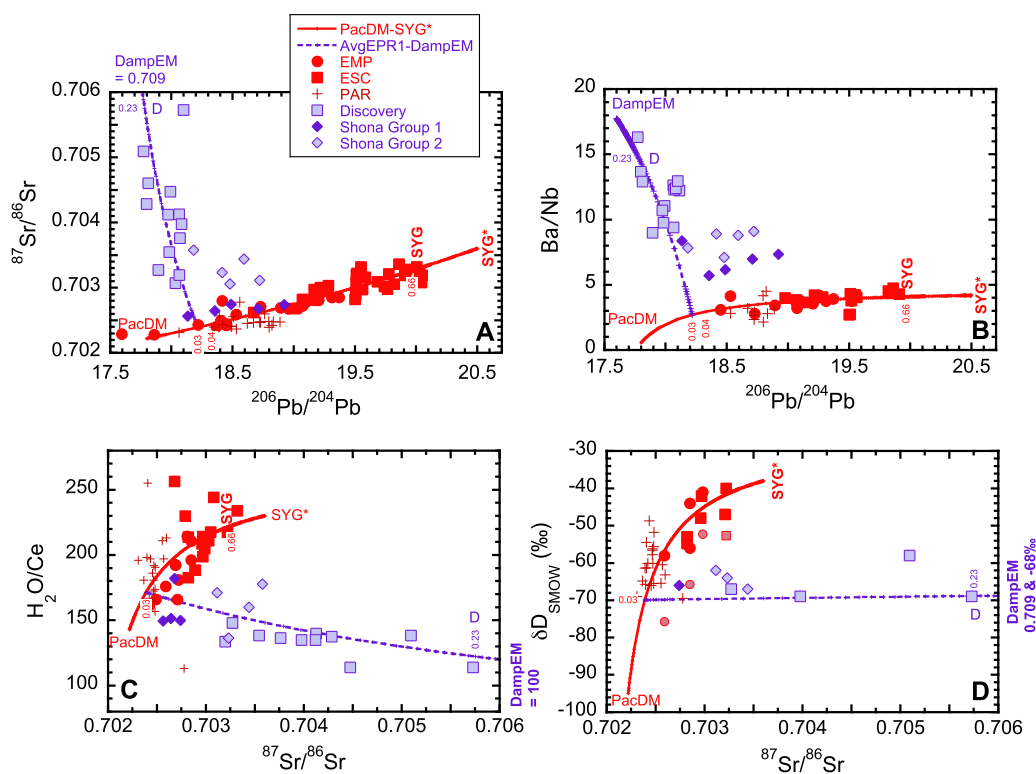 PacDM-SYG*
AvgEPR1-DampEM
EMP
ESC
PAR
Discovery
Shona Group 1
Shona Group 2
DampEM
= 0.709
0.706
0.705
0.704
0.703
0.702
⁸⁷Sr/⁸⁶Sr
0.23
D
PacDM
0.03
0.04
SYG
0.66
SYG*
A
17.5
18.5
19.5
20.5
²⁰⁶Pb/²⁰⁴Pb
20
15
10
5
0
Ba/Nb
DampEM
0.23
D
PacDM
0.03
0.04
SYG
0.66
SYG*
B
17.5
18.5
19.5
20.5
²⁰⁶Pb/²⁰⁴Pb
250
200
150
100
H₂O/Ce
SYG
0.66
SYG*
0.03
PacDM
D
0.23
C
DampEM
= 100
0.702
0.703
0.704
0.705
0.706
⁸⁷Sr/⁸⁶Sr
-30
-40
-50
-60
-70
-80
-90
-100
δD SMOW (‰)
SYG*
0.03
PacDM
0.23
D
D
DampEM
0.709 & -68‰
0.702
0.703
0.704
0.705
0.706
⁸⁷Sr/⁸⁶Sr